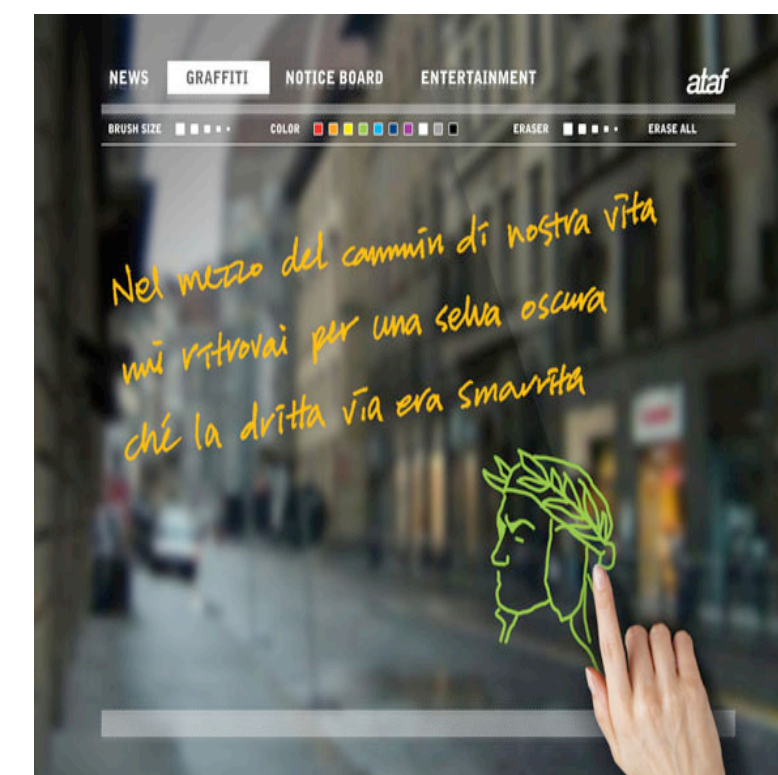 NEWS GRAFFITI NOTICE BOARD ENTERTAINMENT ataf
BRUSH SIZE COLOR ERASER ERASE ALL
Nel mezzo del cammin di nostra vita
mi ritrovai per una selva oscura
ché la dritta via era smarrita